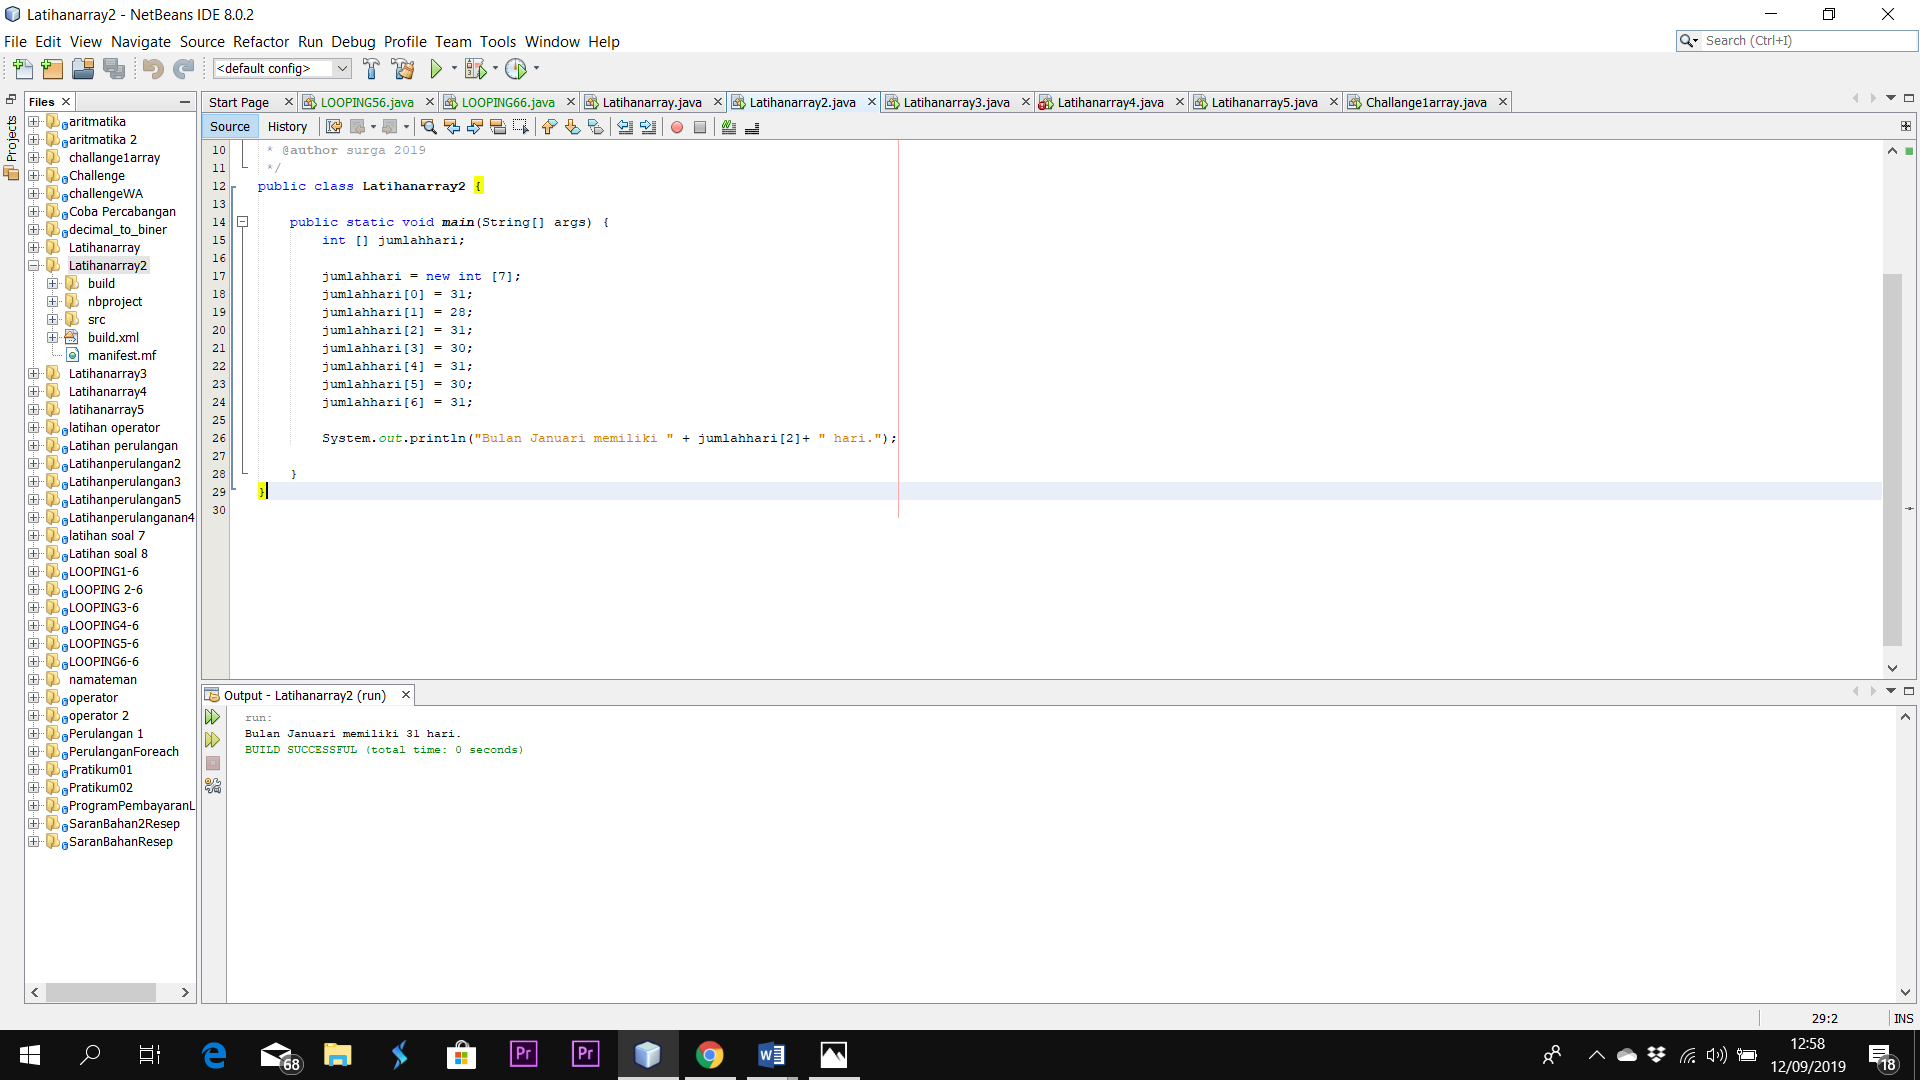 Latihanarray2 - NetBeans IDE 8.0.2
File Edit View Navigate Source Refactor Run Debug Profile Team Tools Window Help
Search (Ctrl+I)
<default config>
Files
Projects
aritmatika
aritmatika 2
challange1array
Challenge
challengeWA
Coba Percabangan
decimal_to_biner
Latihanarray
Latihanarray2
build
nbproject
src
build.xml
manifest.mf
Latihanarray3
Latihanarray4
latihanarray5
latihan operator
Latihan perulangan
Latihanperulangan2
Latihanperulangan3
Latihanperulangan5
Latihanperulanganan4
latihan soal 7
Latihan soal 8
LOOPING1-6
LOOPING 2-6
LOOPING3-6
LOOPING4-6
LOOPING5-6
LOOPING6-6
namateman
operator
operator 2
Perulangan 1
PerulanganForeach
Pratikum01
Pratikum02
ProgramPembayaranL
SaranBahan2Resep
SaranBahanResep
Start Page LOOPING56.java LOOPING66.java Latihanarray.java Latihanarray2.java Latihanarray3.java Latihanarray4.java Latihanarray5.java Challange1array.java
Source History
10 * @author surga 2019
11 */
12 public class Latihanarray2 {
13
14 public static void main(String[] args) {
15 int [] jumlahhari;
16
17 jumlahhari = new int [7];
18 jumlahhari[0] = 31;
19 jumlahhari[1] = 28;
20 jumlahhari[2] = 31;
21 jumlahhari[3] = 30;
22 jumlahhari[4] = 31;
23 jumlahhari[5] = 30;
24 jumlahhari[6] = 31;
25
26 System.out.println("Bulan Januari memiliki " + jumlahhari[2]+ " hari.");
27
28 }
29 }
30
Output - Latihanarray2 (run)
run:
Bulan Januari memiliki 31 hari.
BUILD SUCCESSFUL (total time: 0 seconds)
29:2 INS
68
Pr
Pr
12:58
12/09/2019
18